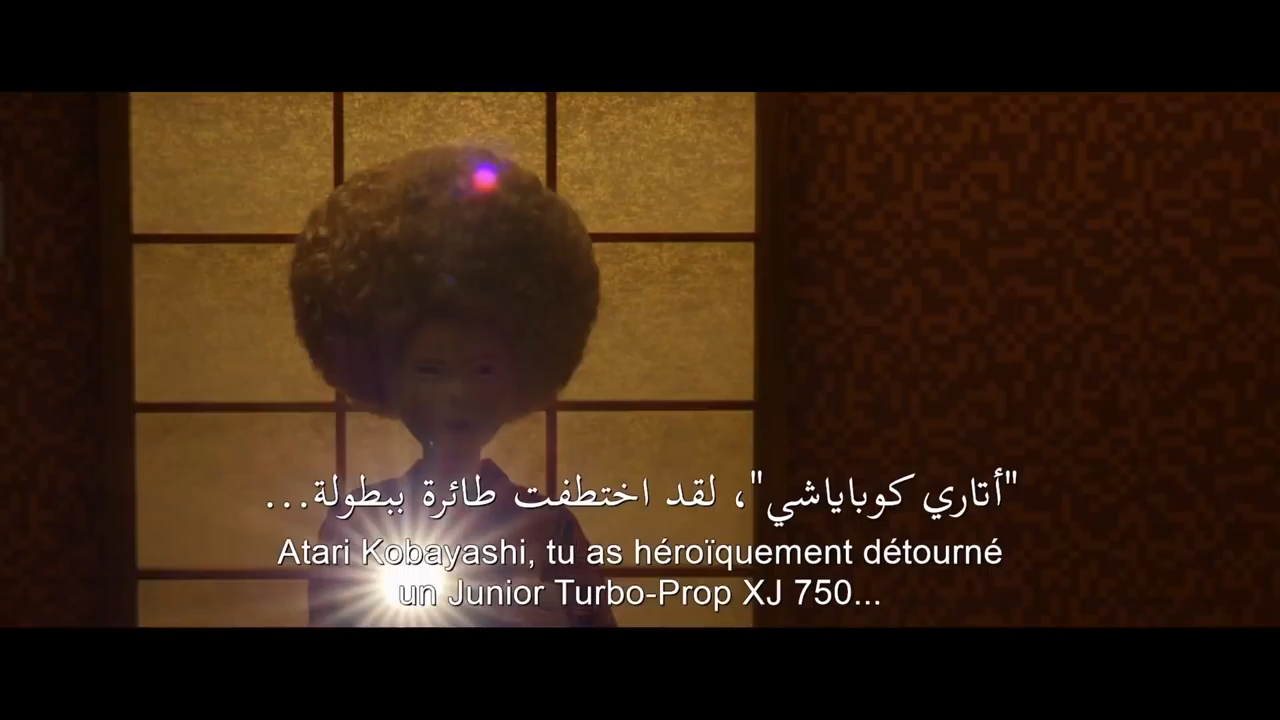 "أتاري كوباياشي"، لقد اختطفت طائرة ببطولة...
Atari Kobayashi, tu as héroïquement détourné
un Junior Turbo-Prop XJ 750...